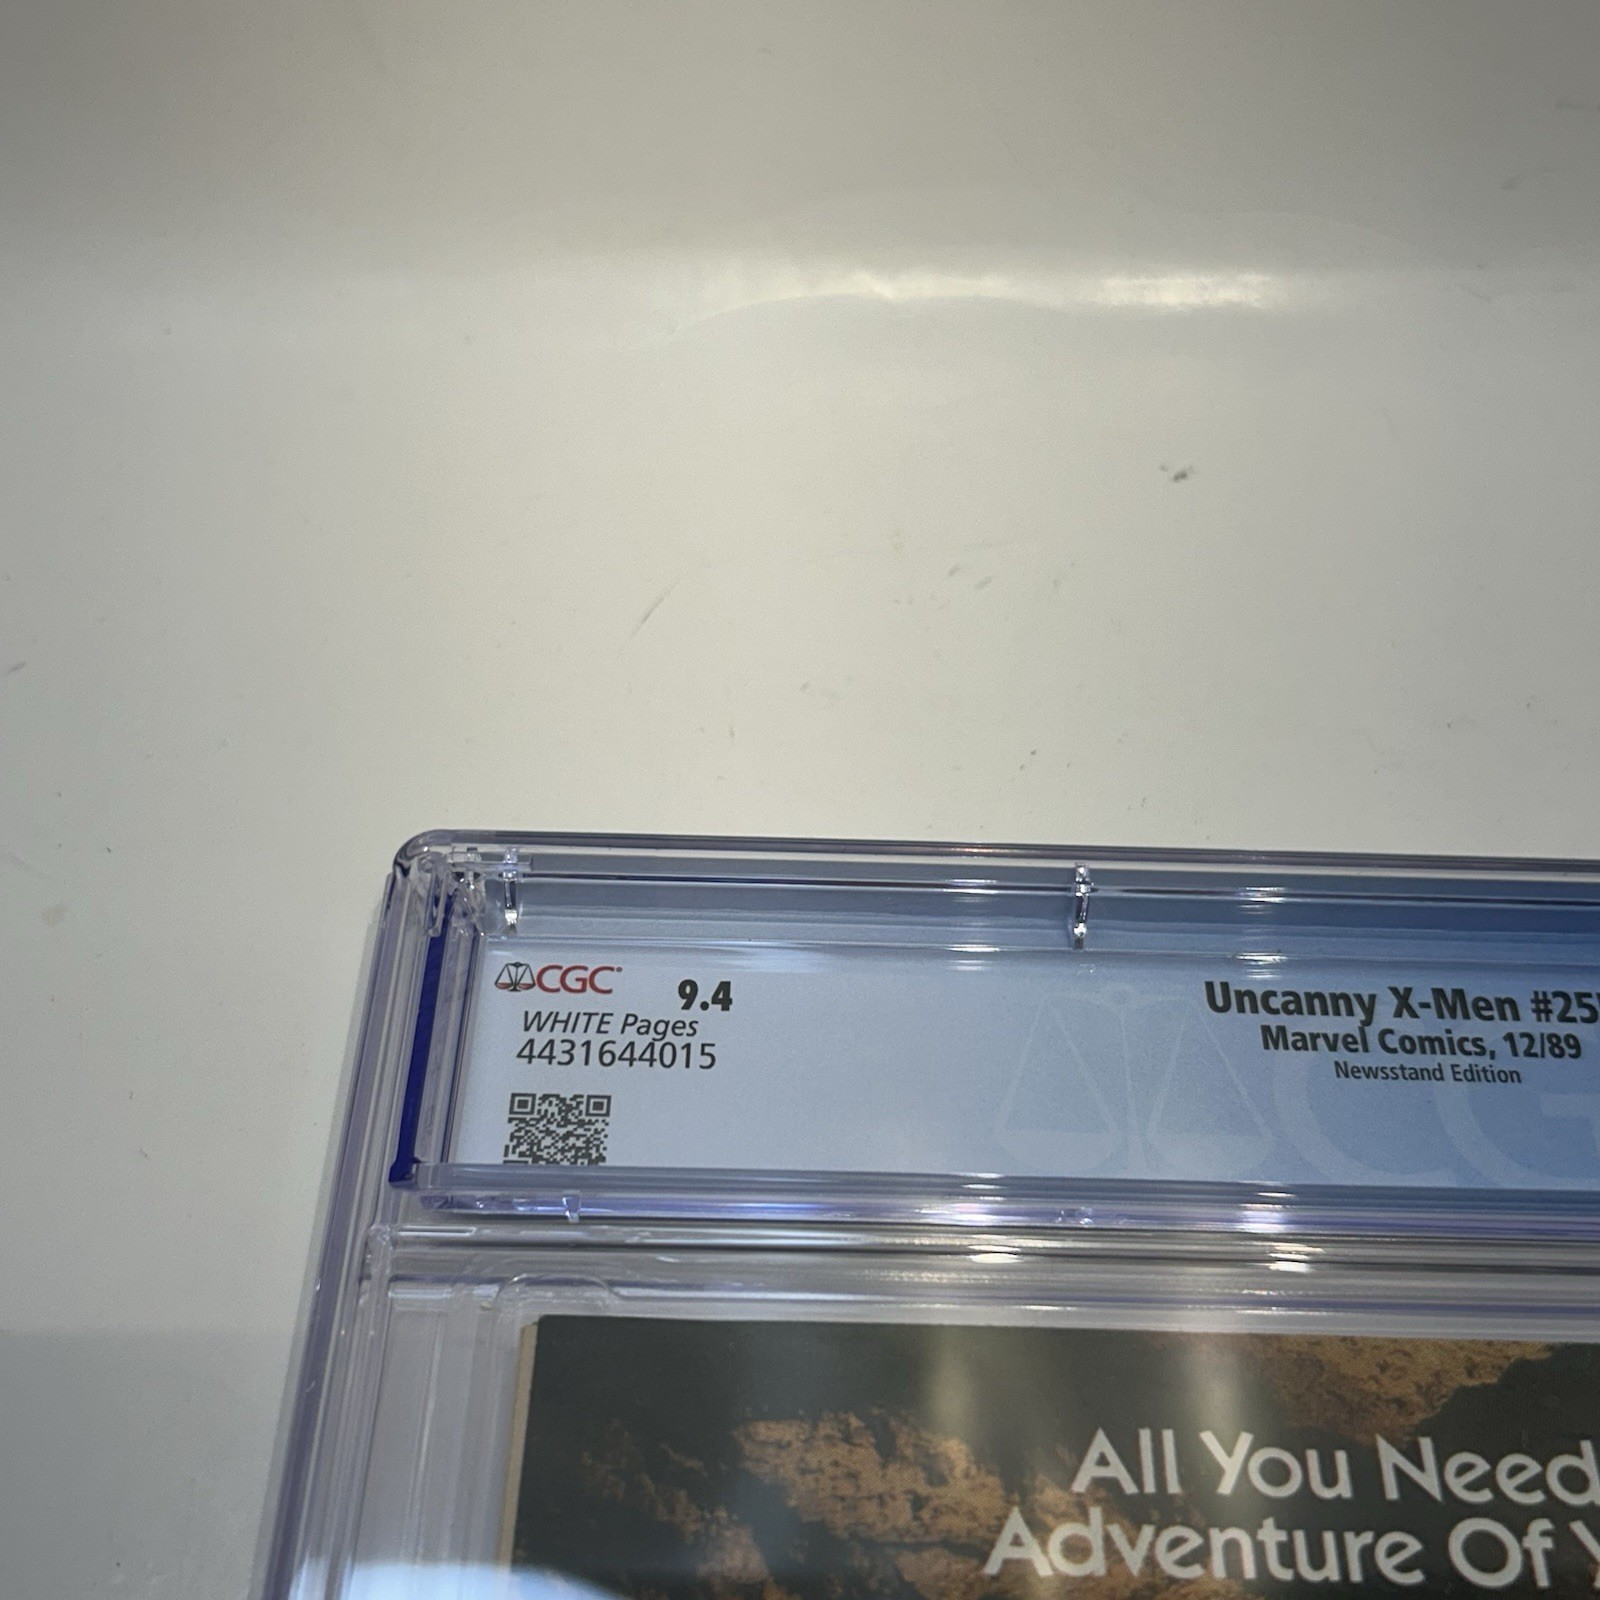 CGC 9.4
WHITE Pages
4431644015
Uncanny X-Men #25
Marvel Comics, 12/89
Newsstand Edition
All You Need
Adventure Of